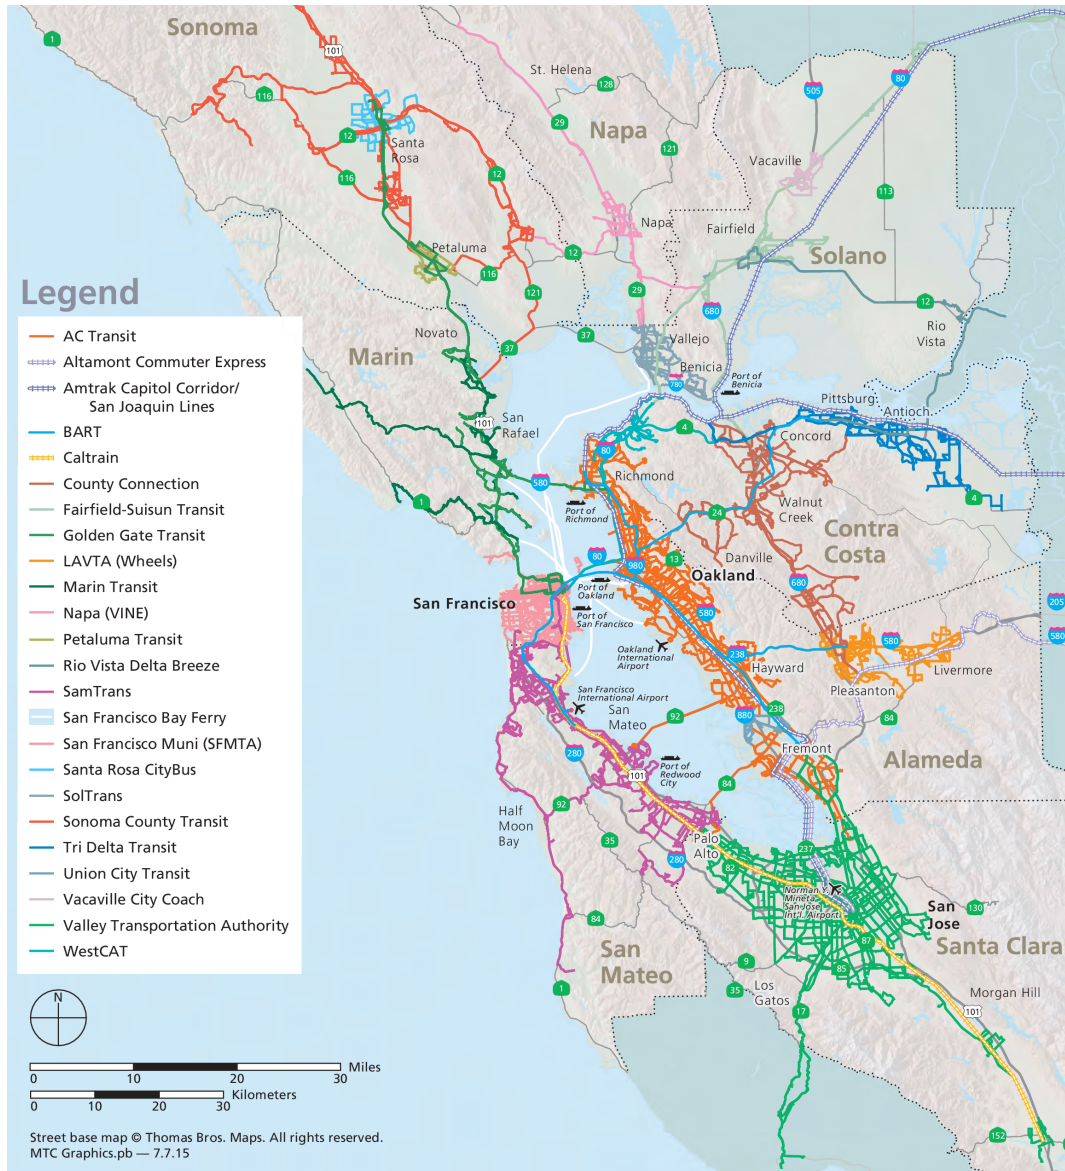 Sonoma
1
101
St. Helena
128
505
80
116
29
Napa
12
Santa
Rosa
121
Vacaville
116
12
113
Napa
Fairfield
Petaluma
12
Solano
116
Legend
121
29
680
12
Novato
37
Rio
Vista
37
Vallejo
Marin
Benicia
780
Port of
Benicia
Pittsburg
Antioch
San
Rafael
101
4
Concord
80
Richmond
580
4
1
Port of
Richmond
24
Walnut
Creek
Contra
Costa
80
13
Danville
980
Oakland
680
San Francisco
Port of
Oakland
205
Port of
San Francisco
580
580
580
Oakland
International
Airport
238
Hayward
Livermore
Pleasanton
San Francisco
International Airport
San
Mateo
92
880
238
84
280
Fremont
Alameda
Port of
Redwood
City
101
84
92
Half
Moon
Bay
35
Palo
Alto
237
280
82
Norman Y.
Mineta
San Jose
Int'l. Airport
San
Jose
130
84
87
San
Mateo
Santa Clara
9
85
1
35
Los
Gatos
Morgan Hill
17
101
152
AC Transit
Altamont Commuter Express
Amtrak Capitol Corridor/
San Joaquin Lines
BART
Caltrain
County Connection
Fairfield-Suisun Transit
Golden Gate Transit
LAVTA (Wheels)
Marin Transit
Napa (VINE)
Petaluma Transit
Rio Vista Delta Breeze
SamTrans
San Francisco Bay Ferry
San Francisco Muni (SFMTA)
Santa Rosa CityBus
SolTrans
Sonoma County Transit
Tri Delta Transit
Union City Transit
Vacaville City Coach
Valley Transportation Authority
WestCAT
N
Miles
0 10 20 30
Kilometers
0 10 20 30
Street base map © Thomas Bros. Maps. All rights reserved.
MTC Graphics.pb — 7.7.15